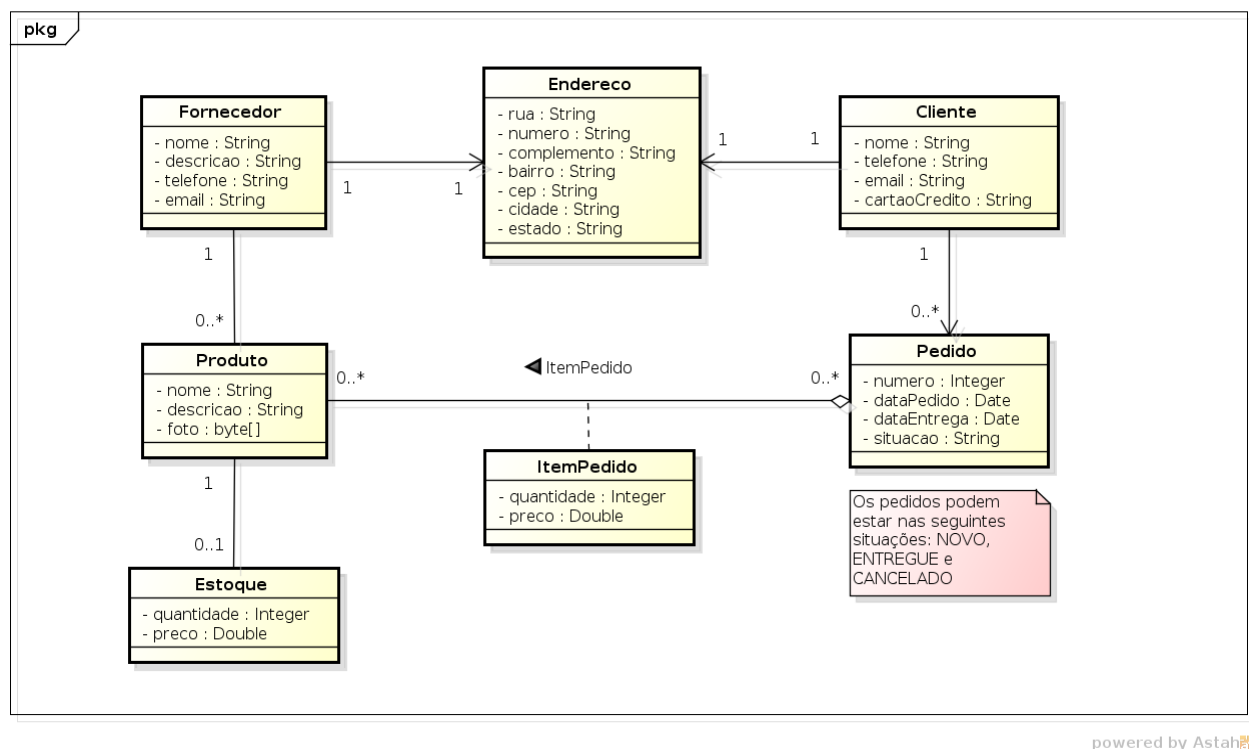 pkg
Fornecedor
- nome : String
- descricao : String
- telefone : String
- email : String
Endereco
- rua : String
- numero : String
- complemento : String
- bairro : String
- cep : String
- cidade : String
- estado : String
Cliente
- nome : String
- telefone : String
- email : String
- cartaoCredito : String
1
1
1
1
1
0..*
1
0..*
Produto
- nome : String
- descricao : String
- foto : byte[]
0..*
ItemPedido
0..*
Pedido
- numero : Integer
- dataPedido : Date
- dataEntrega : Date
- situacao : String
ItemPedido
- quantidade : Integer
- preco : Double
Os pedidos podem
estar nas seguintes
situações: NOVO,
ENTREGUE e
CANCELADO
1
0..1
Estoque
- quantidade : Integer
- preco : Double
powered by Astah